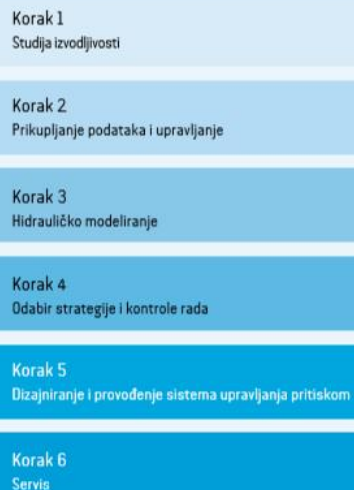 Korak 1
Studija izvodljivosti
Korak 2
Prikupljanje podataka i upravljanje
Korak 3
Hidrauličko modeliranje
Korak 4
Odabir strategije i kontrole rada
Korak 5
Dizajniranje i provođenje sistema upravljanja pritiskom
Korak 6
Servis